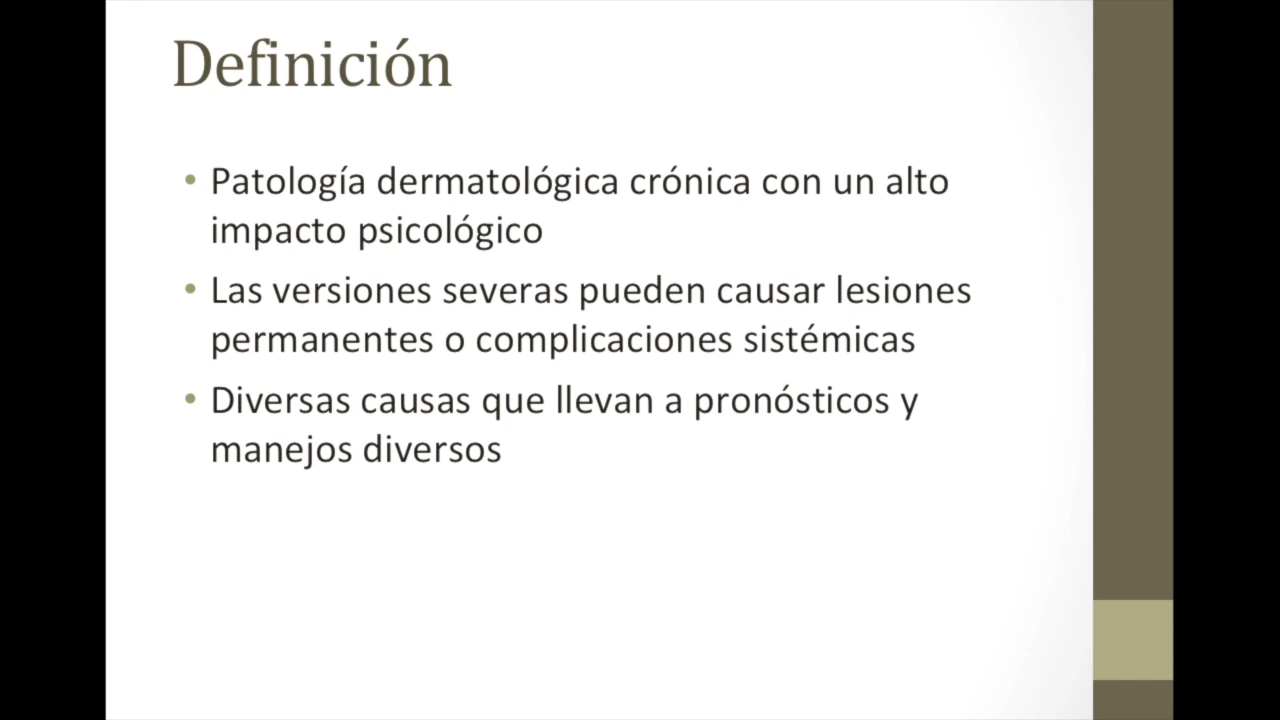 Definición
• Patología dermatológica crónica con un alto
impacto psicológico
• Las versiones severas pueden causar lesiones
permanentes o complicaciones sistémicas
• Diversas causas que llevan a pronósticos y
manejos diversos